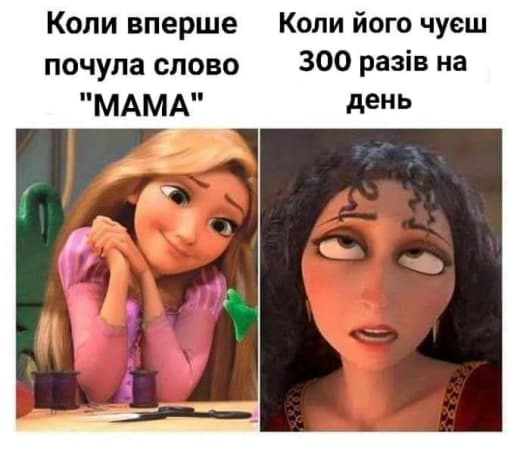 Коли вперше
почула слово
"МАМА"
Коли його чуєш
300 разів на
день